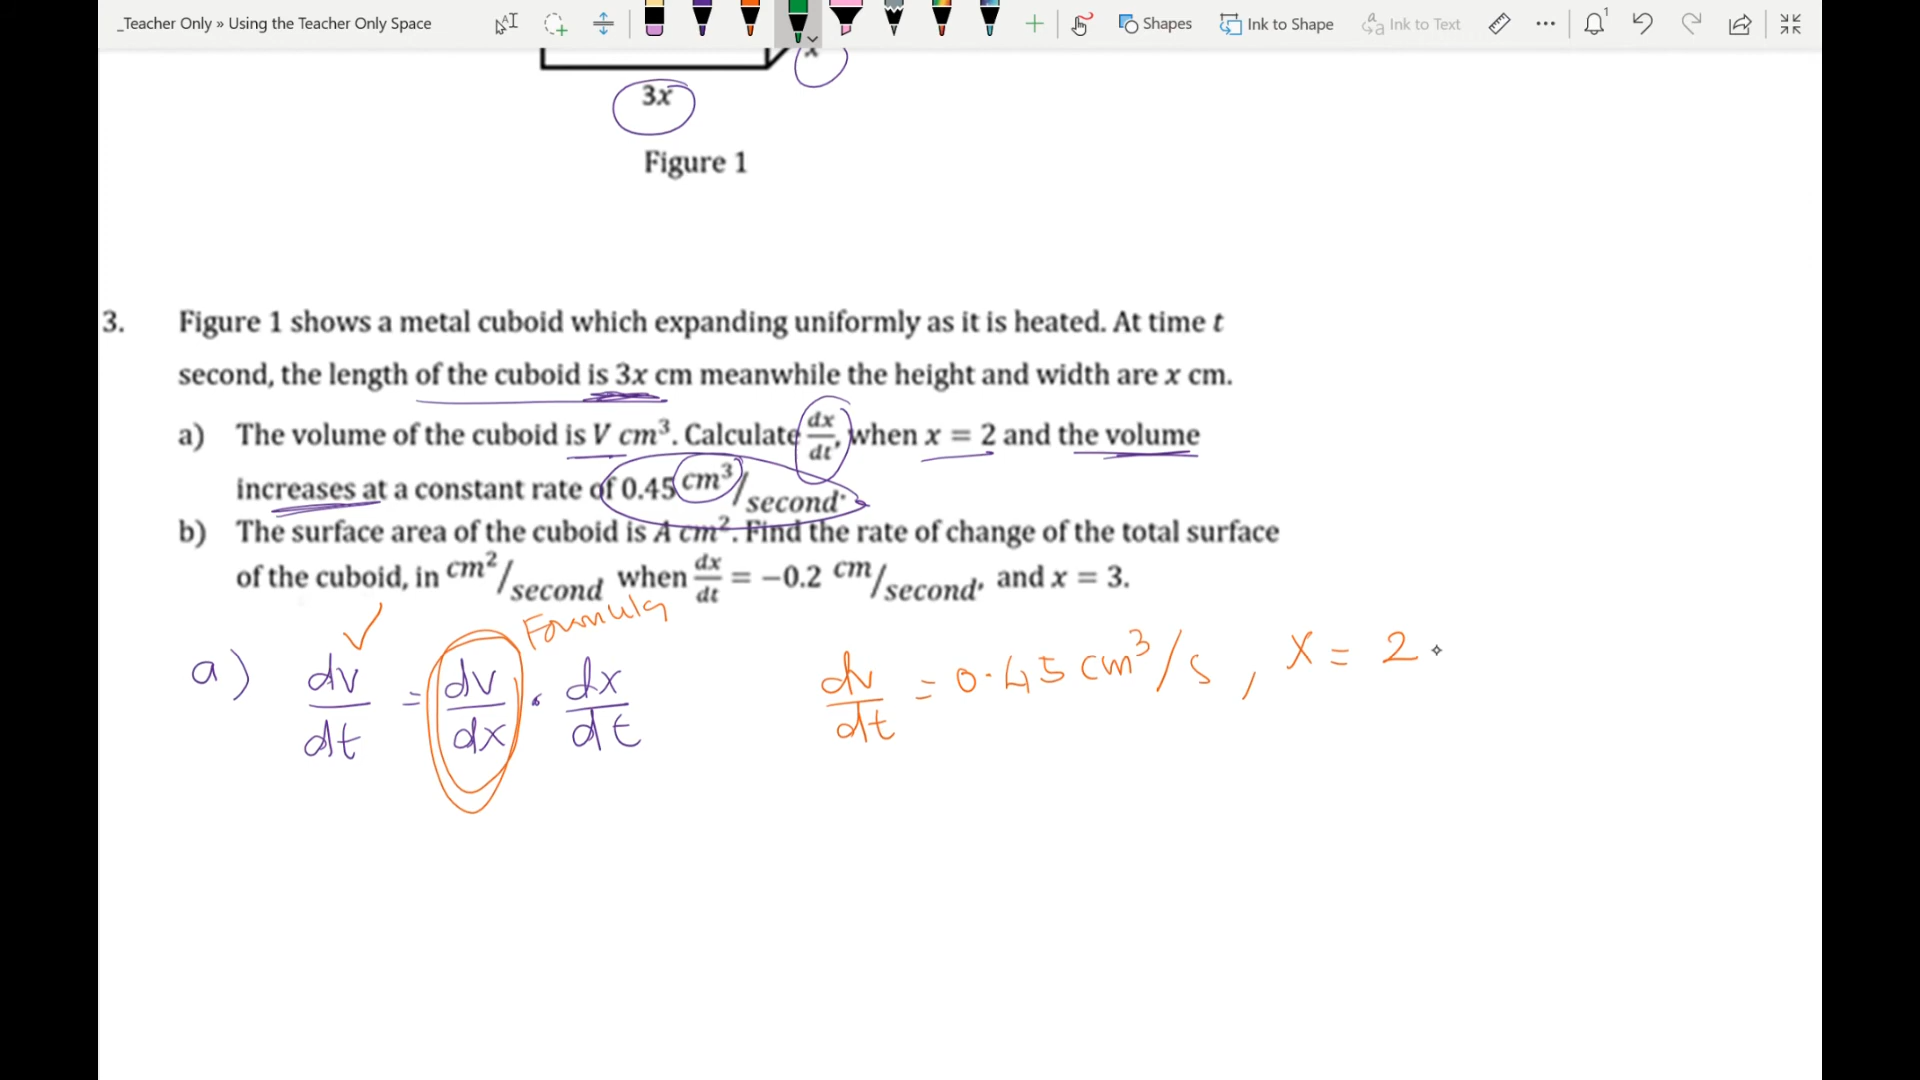 _Teacher Only » Using the Teacher Only Space
Shapes
Ink to Shape
Ink to Text
1
x
3x
Figure 1
3. Figure 1 shows a metal cuboid which expanding uniformly as it is heated. At time t
second, the length of the cuboid is 3x cm meanwhile the height and width are x cm.
a) The volume of the cuboid is V cm³. Calculate dx/dt, when x = 2 and the volume
increases at a constant rate of 0.45 cm³/second.
b) The surface area of the cuboid is A cm². Find the rate of change of the total surface
of the cuboid, in cm²/second when dx/dt = −0.2 cm/second, and x = 3.
Formula
a) dv/dt = dv/dx · dx/dt
dv/dt = 0.45 cm³/s , x = 2